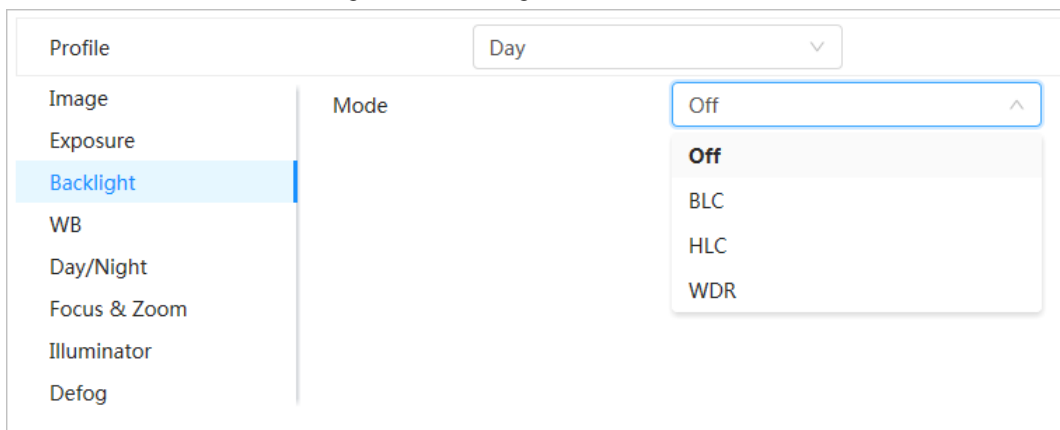 Profile Day
Image
Exposure
Backlight
WB
Day/Night
Focus & Zoom
Illuminator
Defog
Mode Off
Off
BLC
HLC
WDR